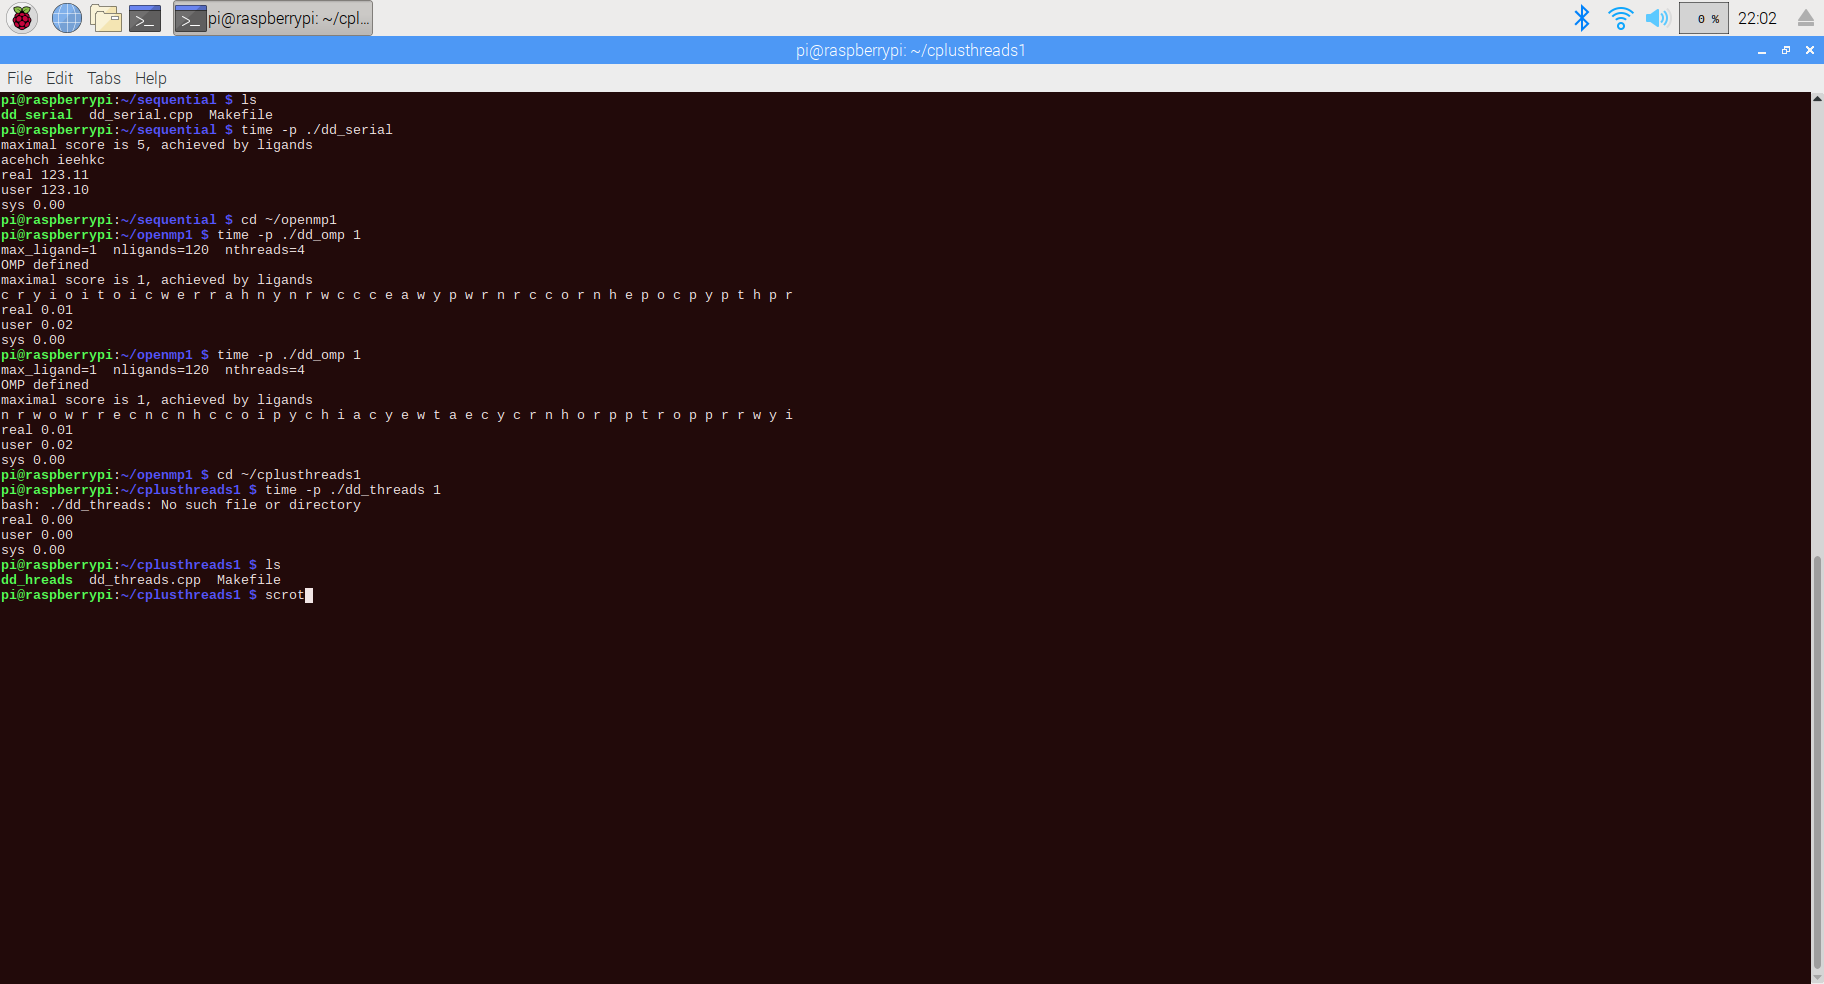 pi@raspberrypi: ~/cpl...
0 %
22:02
pi@raspberrypi: ~/cplusthreads1
File Edit Tabs Help
pi@raspberrypi:~/sequential $ ls
dd_serial  dd_serial.cpp  Makefile
pi@raspberrypi:~/sequential $ time -p ./dd_serial
maximal score is 5, achieved by ligands
acehch ieehkc
real 123.11
user 123.10
sys 0.00
pi@raspberrypi:~/sequential $ cd ~/openmp1
pi@raspberrypi:~/openmp1 $ time -p ./dd_omp 1
max_ligand=1  nligands=120  nthreads=4
OMP defined
maximal score is 1, achieved by ligands
c r y i o i t o i c w e r r a h n y n r w c c c e a w y p w r n r c c o r n h e p o c p y p t h p r
real 0.01
user 0.02
sys 0.00
pi@raspberrypi:~/openmp1 $ time -p ./dd_omp 1
max_ligand=1  nligands=120  nthreads=4
OMP defined
maximal score is 1, achieved by ligands
n r w o w r r e c n c n h c c o i p y c h i a c y e w t a e c y c r n h o r p p t r o p p r r w y i
real 0.01
user 0.02
sys 0.00
pi@raspberrypi:~/openmp1 $ cd ~/cplusthreads1
pi@raspberrypi:~/cplusthreads1 $ time -p ./dd_threads 1
bash: ./dd_threads: No such file or directory
real 0.00
user 0.00
sys 0.00
pi@raspberrypi:~/cplusthreads1 $ ls
dd_hreads  dd_threads.cpp  Makefile
pi@raspberrypi:~/cplusthreads1 $ scrot